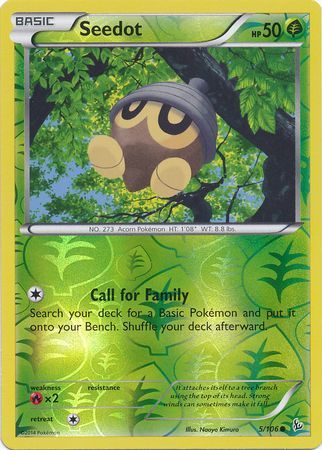 BASIC
Seedot
HP 50
NO. 273 Acorn Pokémon HT: 1'08" WT: 8.8 lbs.
Call for Family
Search your deck for a Basic Pokémon and put it
onto your Bench. Shuffle your deck afterward.
weakness
×2
resistance
retreat
It attaches itself to a tree branch
using the top of its head. Strong
winds can sometimes make it fall.
©2014 Pokémon
Illus. Naoyo Kimura
5/106